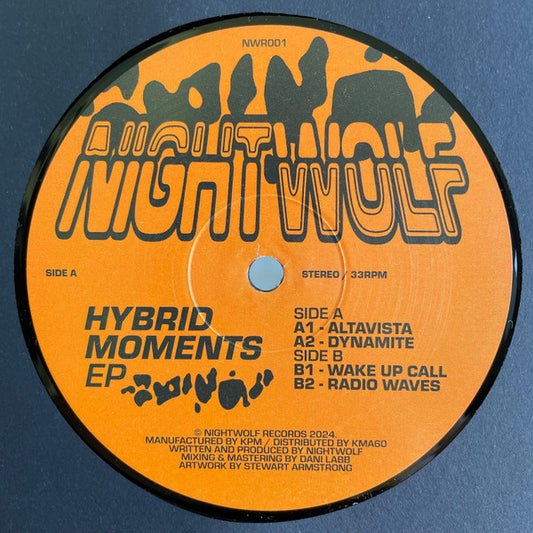 NWR001
NIGHTWOLF
SIDE A
STEREO / 33RPM
HYBRID
MOMENTS
EP
SIDE A
A1 - ALTAVISTA
A2 - DYNAMITE
SIDE B
B1 - WAKE UP CALL
B2 - RADIO WAVES
© NIGHTWOLF RECORDS 2024.
MANUFACTURED BY KPM / DISTRIBUTED BY KMA60
WRITTEN AND PRODUCED BY NIGHTWOLF
MIXING & MASTERING BY DANI LABB
ARTWORK BY STEWART ARMSTRONG